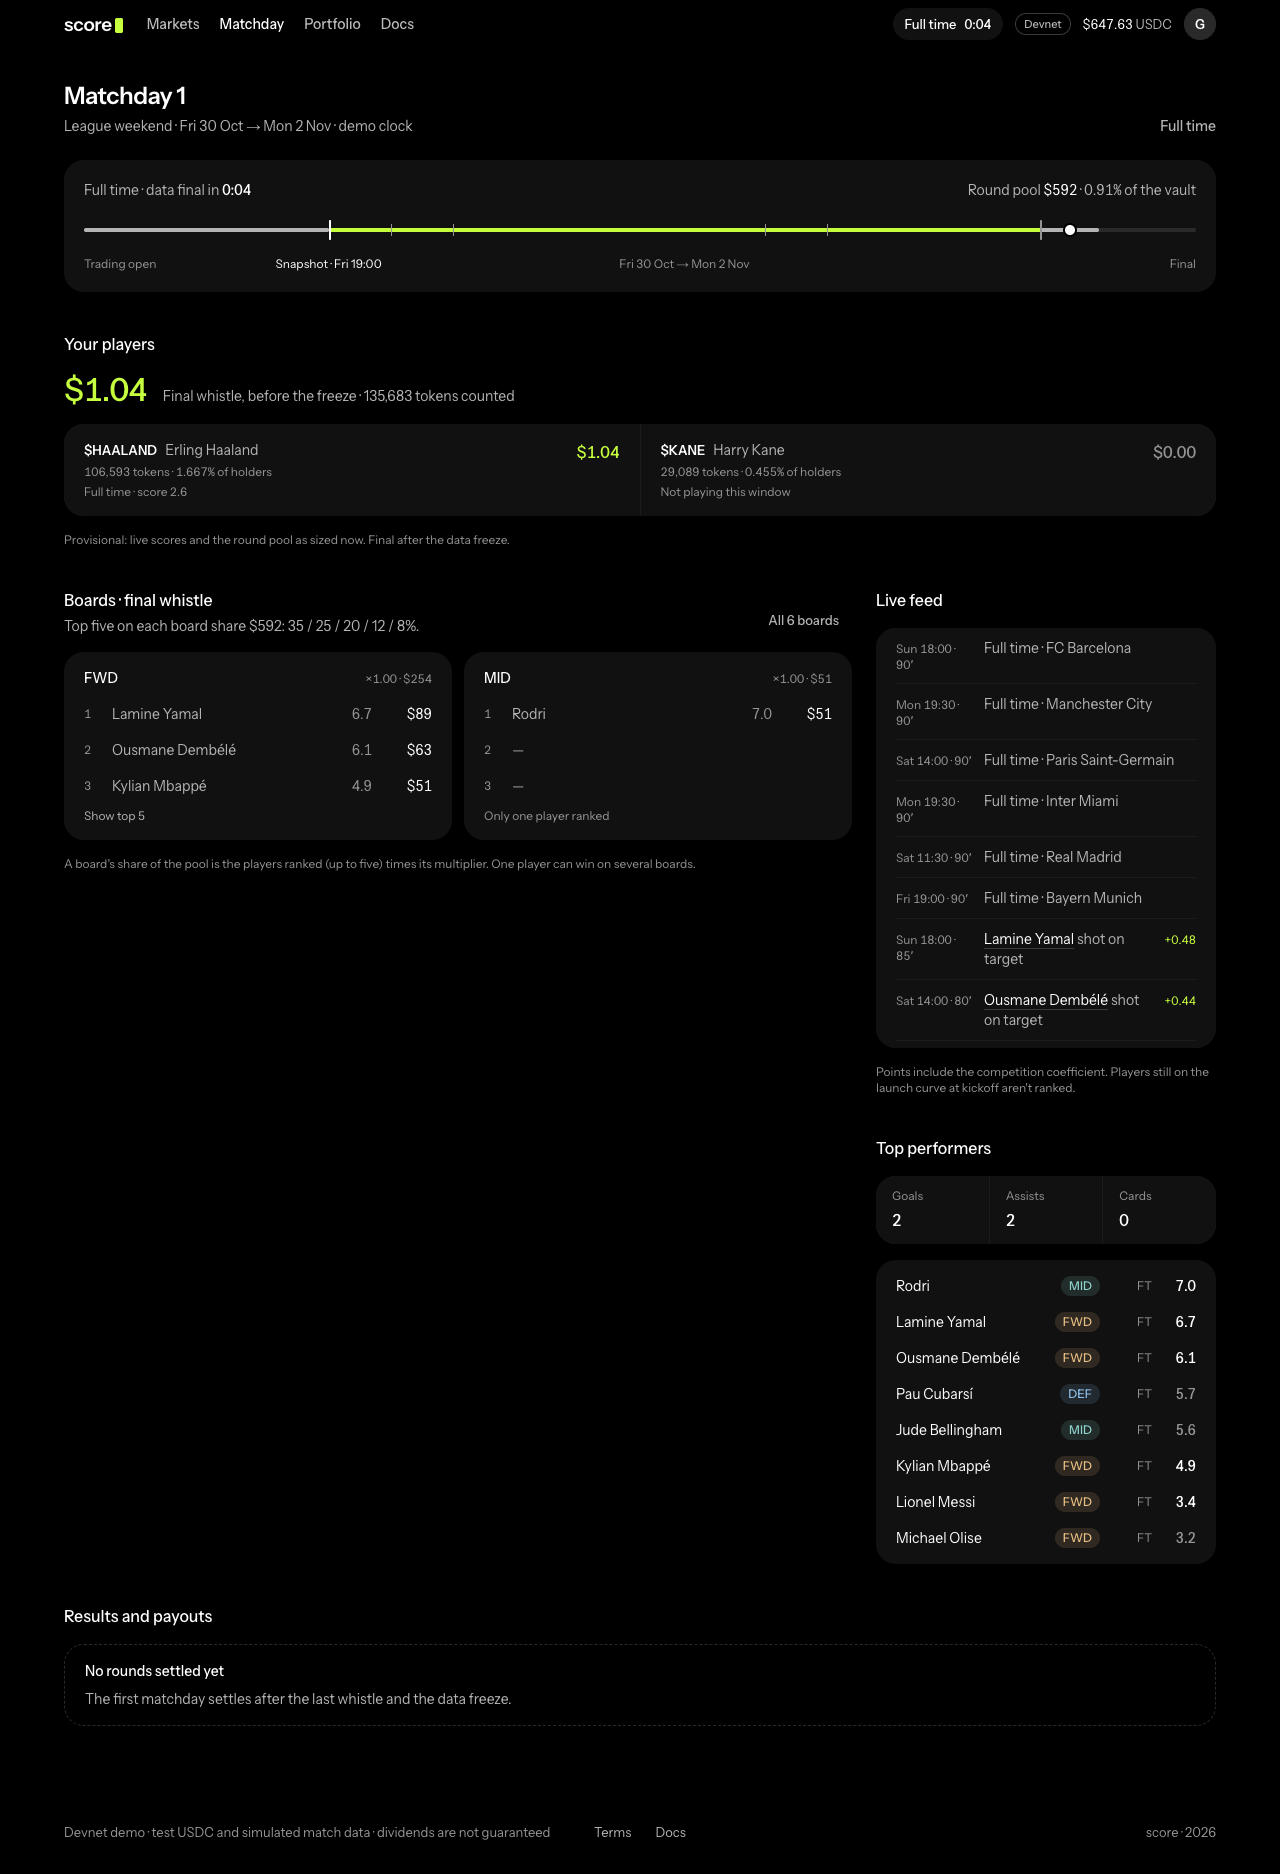 score Markets Matchday Portfolio Docs Full time 0:04 Devnet $647.63 USDC G
Matchday 1
League weekend · Fri 30 Oct → Mon 2 Nov · demo clock Full time
Full time · data final in 0:04 Round pool $592 · 0.91% of the vault
Trading open Snapshot · Fri 19:00 Fri 30 Oct → Mon 2 Nov Final
Your players
$1.04 Final whistle, before the freeze · 135,683 tokens counted
$HAALAND Erling Haaland $1.04
106,593 tokens · 1.667% of holders
Full time · score 2.6
$KANE Harry Kane $0.00
29,089 tokens · 0.455% of holders
Not playing this window
Provisional: live scores and the round pool as sized now. Final after the data freeze.
Boards · final whistle
Top five on each board share $592: 35 / 25 / 20 / 12 / 8%. All 6 boards
FWD ×1.00 · $254
1 Lamine Yamal 6.7 $89
2 Ousmane Dembélé 6.1 $63
3 Kylian Mbappé 4.9 $51
Show top 5
MID ×1.00 · $51
1 Rodri 7.0 $51
2 —
3 —
Only one player ranked
A board's share of the pool is the players ranked (up to five) times its multiplier. One player can win on several boards.
Live feed
Sun 18:00 · Full time · FC Barcelona
90′
Mon 19:30 · Full time · Manchester City
90′
Sat 14:00 · 90′ Full time · Paris Saint-Germain
Mon 19:30 · Full time · Inter Miami
90′
Sat 11:30 · 90′ Full time · Real Madrid
Fri 19:00 · 90′ Full time · Bayern Munich
Sun 18:00 · Lamine Yamal shot on +0.48
85′ target
Sat 14:00 · 80′ Ousmane Dembélé shot +0.44
on target
Points include the competition coefficient. Players still on the
launch curve at kickoff aren't ranked.
Top performers
Goals Assists Cards
2 2 0
Rodri MID FT 7.0
Lamine Yamal FWD FT 6.7
Ousmane Dembélé FWD FT 6.1
Pau Cubarsí DEF FT 5.7
Jude Bellingham MID FT 5.6
Kylian Mbappé FWD FT 4.9
Lionel Messi FWD FT 3.4
Michael Olise FWD FT 3.2
Results and payouts
No rounds settled yet
The first matchday settles after the last whistle and the data freeze.
Devnet demo · test USDC and simulated match data · dividends are not guaranteed Terms Docs score · 2026